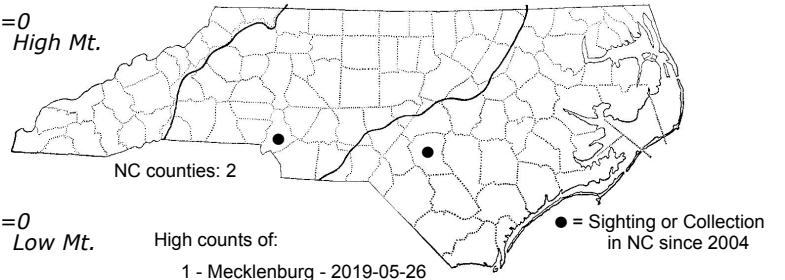 =0
High Mt.
NC counties: 2
=0
Low Mt.
High counts of:
1 - Mecklenburg - 2019-05-26
● = Sighting or Collection
in NC since 2004